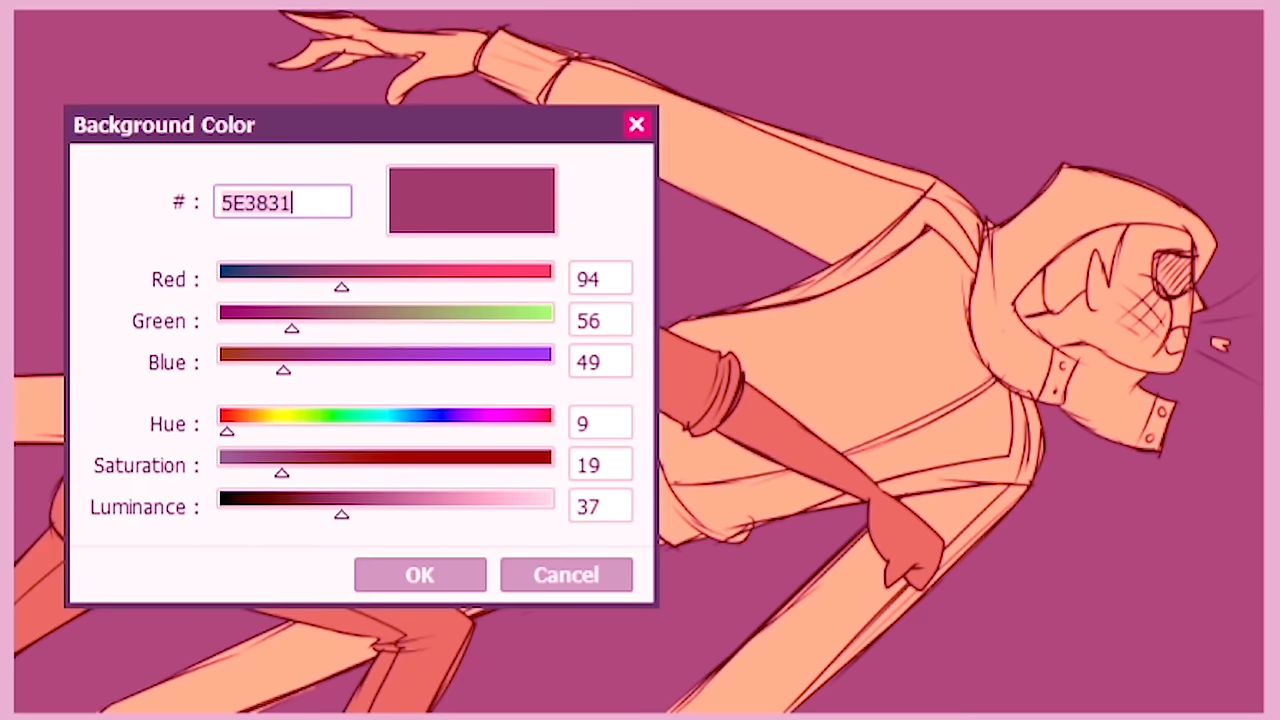 Background Color
# : 5E3831
Red : 94
Green : 56
Blue : 49
Hue : 9
Saturation : 19
Luminance : 37
OK Cancel